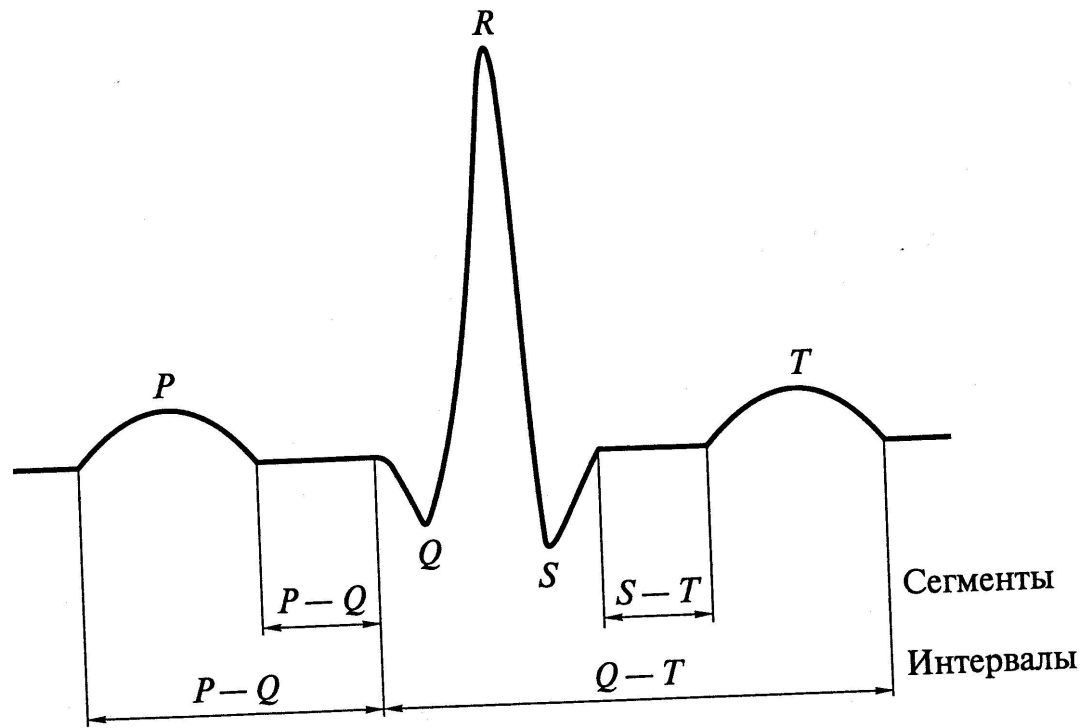 R
P
T
Q
S
P – Q
S – T
Сегменты
P – Q
Q – T
Интервалы